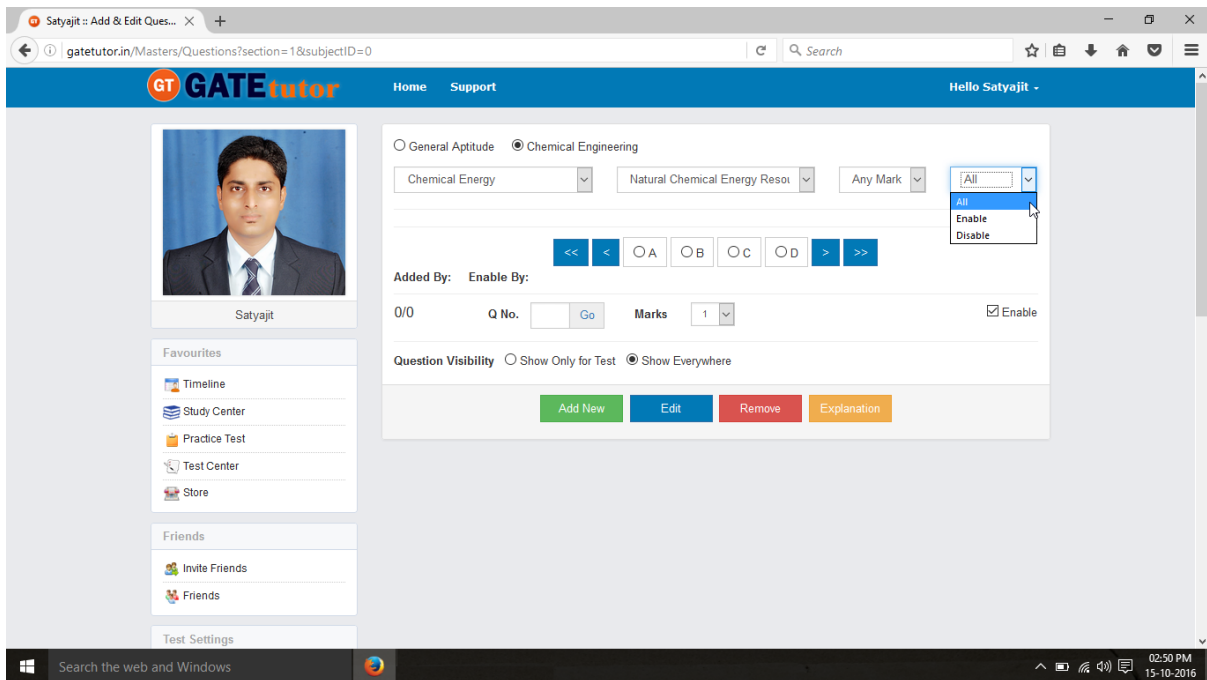 Satyajit :: Add & Edit Ques...
gatetutor.in/Masters/Questions?section=1&subjectID=0
Search
GT GATEtutor
Home Support
Hello Satyajit
Satyajit
Favourites
Timeline
Study Center
Practice Test
Test Center
Store
Friends
Invite Friends
Friends
Test Settings
General Aptitude Chemical Engineering
Chemical Energy Natural Chemical Energy Resou Any Mark All
All
Enable
Disable
<< < A B C D > >>
Added By: Enable By:
0/0 Q No. Go Marks 1 Enable
Question Visibility Show Only for Test Show Everywhere
Add New Edit Remove Explanation
Search the web and Windows
02:50 PM
15-10-2016